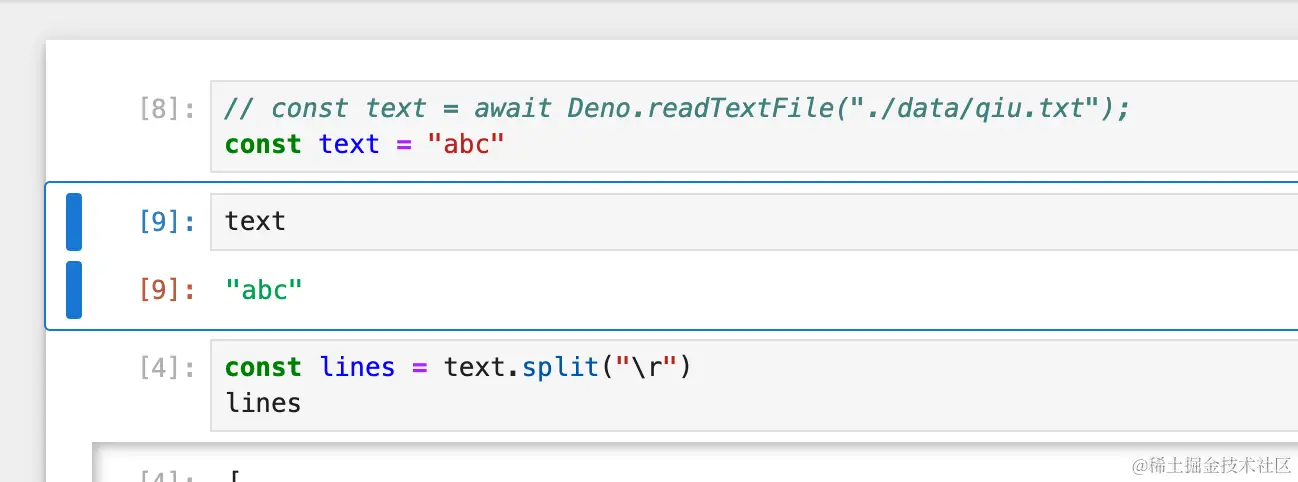 [8]: // const text = await Deno.readTextFile("./data/qiu.txt");
const text = "abc"
[9]: text
[9]: "abc"
[4]: const lines = text.split("\r")
lines
[4]: [
@稀土掘金技术社区